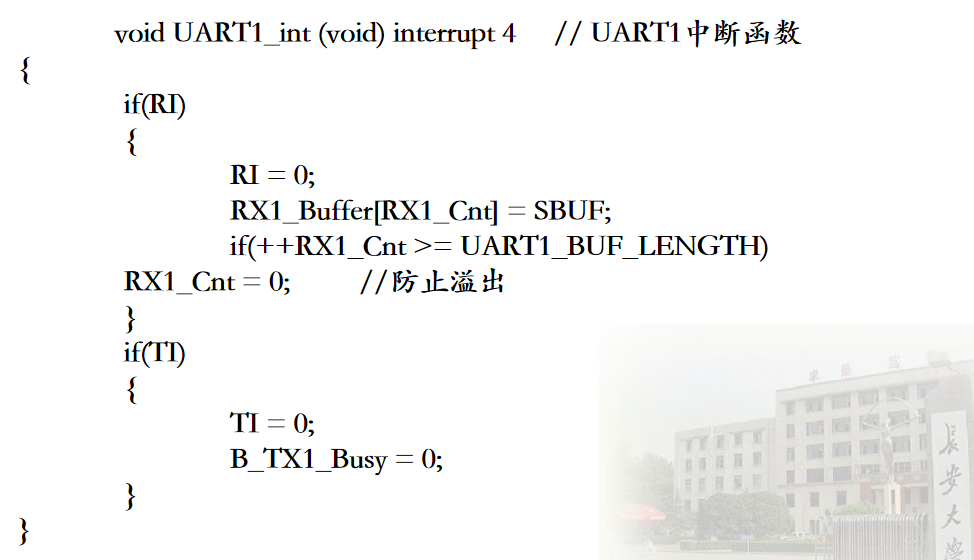 void UART1_int (void) interrupt 4 // UART1中断函数
{
if(RI)
{
RI = 0;
RX1_Buffer[RX1_Cnt] = SBUF;
if(++RX1_Cnt >= UART1_BUF_LENGTH)
RX1_Cnt = 0; //防止溢出
}
if(TI)
{
TI = 0;
B_TX1_Busy = 0;
}
}
长安大学